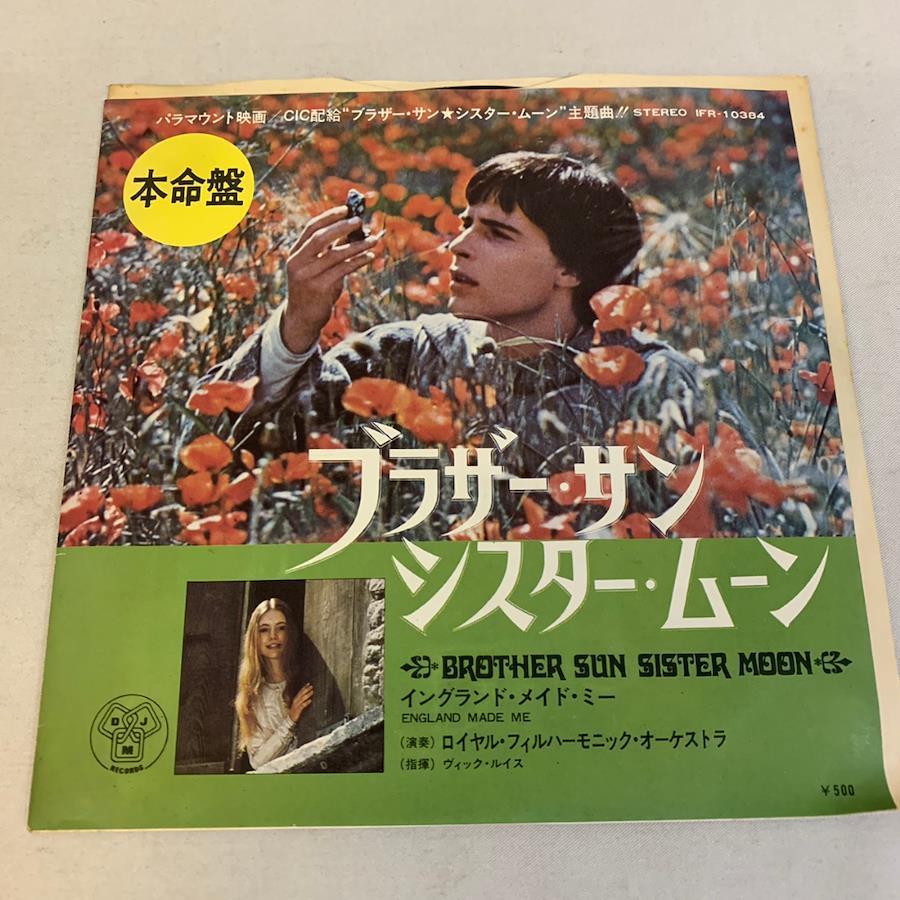 パラマウント映画/CIC配給“ブラザー・サン★シスター・ムーン”主題曲!! STEREO IFR-10384
本命盤
ブラザー・サン
シスター・ムーン
BROTHER SUN SISTER MOON
イングランド・メイド・ミー
ENGLAND MADE ME
(演奏) ロイヤル・フィルハーモニック・オーケストラ
(指揮) ヴィック・ルイス
D J M
RECORDS
¥500